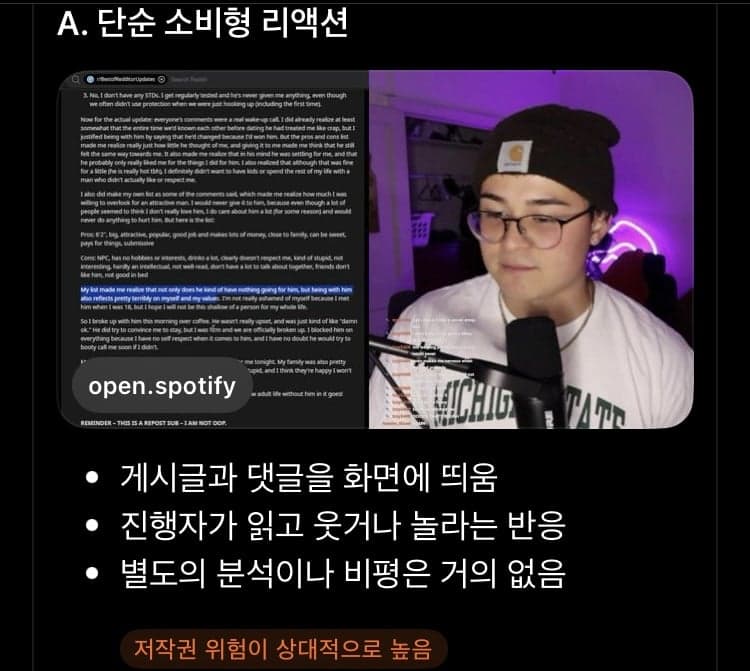 A. 단순 소비형 리액션
r/BestofRedditorUpdates
Search Reddit
3. No, I don't have any STDs. I get regularly tested and he's never given me anything, even though
we often didn't use protection when we were just hooking up (including the first time).
Now for the actual update: everyone's comments were a real wake-up call. I did already realize at least
somewhat that the entire time we'd known each other before dating he had treated me like crap, but I
justified being with him by saying that he'd changed because I'd won him. But the pros and cons list
made me realize really just how little he thought of me, and giving it to me made me think that he still
felt the same way towards me. It also made me realize that in his mind he was settling for me, and that
he probably only really liked me for the things I did for him. I also realized that although that was fine
for a little (he is really hot tbh), I definitely didn't want to have kids or spend the rest of my life with a
man who didn't actually like or respect me.
I also did make my own list as some of the comments said, which made me realize how much I was
willing to overlook for an attractive man. I would never give it to him, because even though a lot of
people seemed to think I don't really love him, I do care about him a lot (for some reason) and would
never do anything to hurt him. But here is the list:
Pros: 6'2", big, attractive, popular, good job and makes lots of money, close to family, can be sweet,
pays for things, submissive
Cons: NPC, has no hobbies or interests, drinks a lot, clearly doesn't respect me, kind of stupid, not
interesting, hardly an intellectual, not well-read, don't have a lot to talk about together, friends don't
like him, not good in bed
My list made me realize that not only does he kind of have nothing going for him, but being with him
also reflects pretty terribly on myself and my values. I'm not really ashamed of myself because I met
him when I was 18, but I hope I will not be this shallow of a person for my whole life.
So I broke up with him this morning over coffee. He wasn't really upset, and was just kind of like "damn
ok." He did try to convince me to stay, but I was firm and we are officially broken up. I blocked him on
everything because I have no self respect when it comes to him, and I have no doubt he would try to
booty call me soon if I didn't.
me tonight. My family was also pretty
stupid, and I think they're happy I won't
adult life without him in it goes!
REMINDER – THIS IS A REPOST SUB – I AM NOT OOP.
open.spotify
carhartt
MICHIGAN STATE
게시글과 댓글을 화면에 띄움
진행자가 읽고 웃거나 놀라는 반응
별도의 분석이나 비평은 거의 없음
저작권 위험이 상대적으로 높음